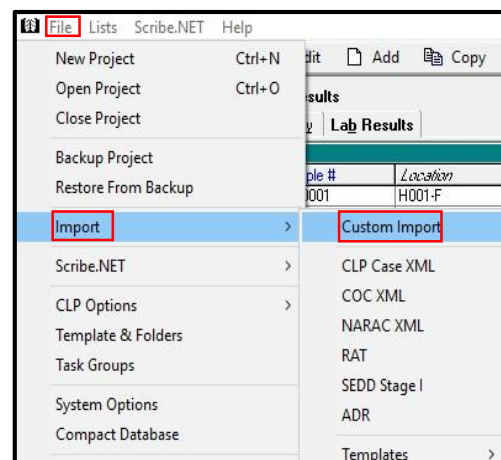 File Lists Scribe.NET Help
New Project Ctrl+N
Open Project Ctrl+O
Close Project
Backup Project
Restore From Backup
Import >
Scribe.NET >
CLP Options >
Template & Folders
Task Groups
System Options
Compact Database
dit Add Copy
sults
y Lab Results
ple # Location
0001 H001-F
Custom Import
CLP Case XML
COC XML
NARAC XML
RAT
SEDD Stage I
ADR
Templates >